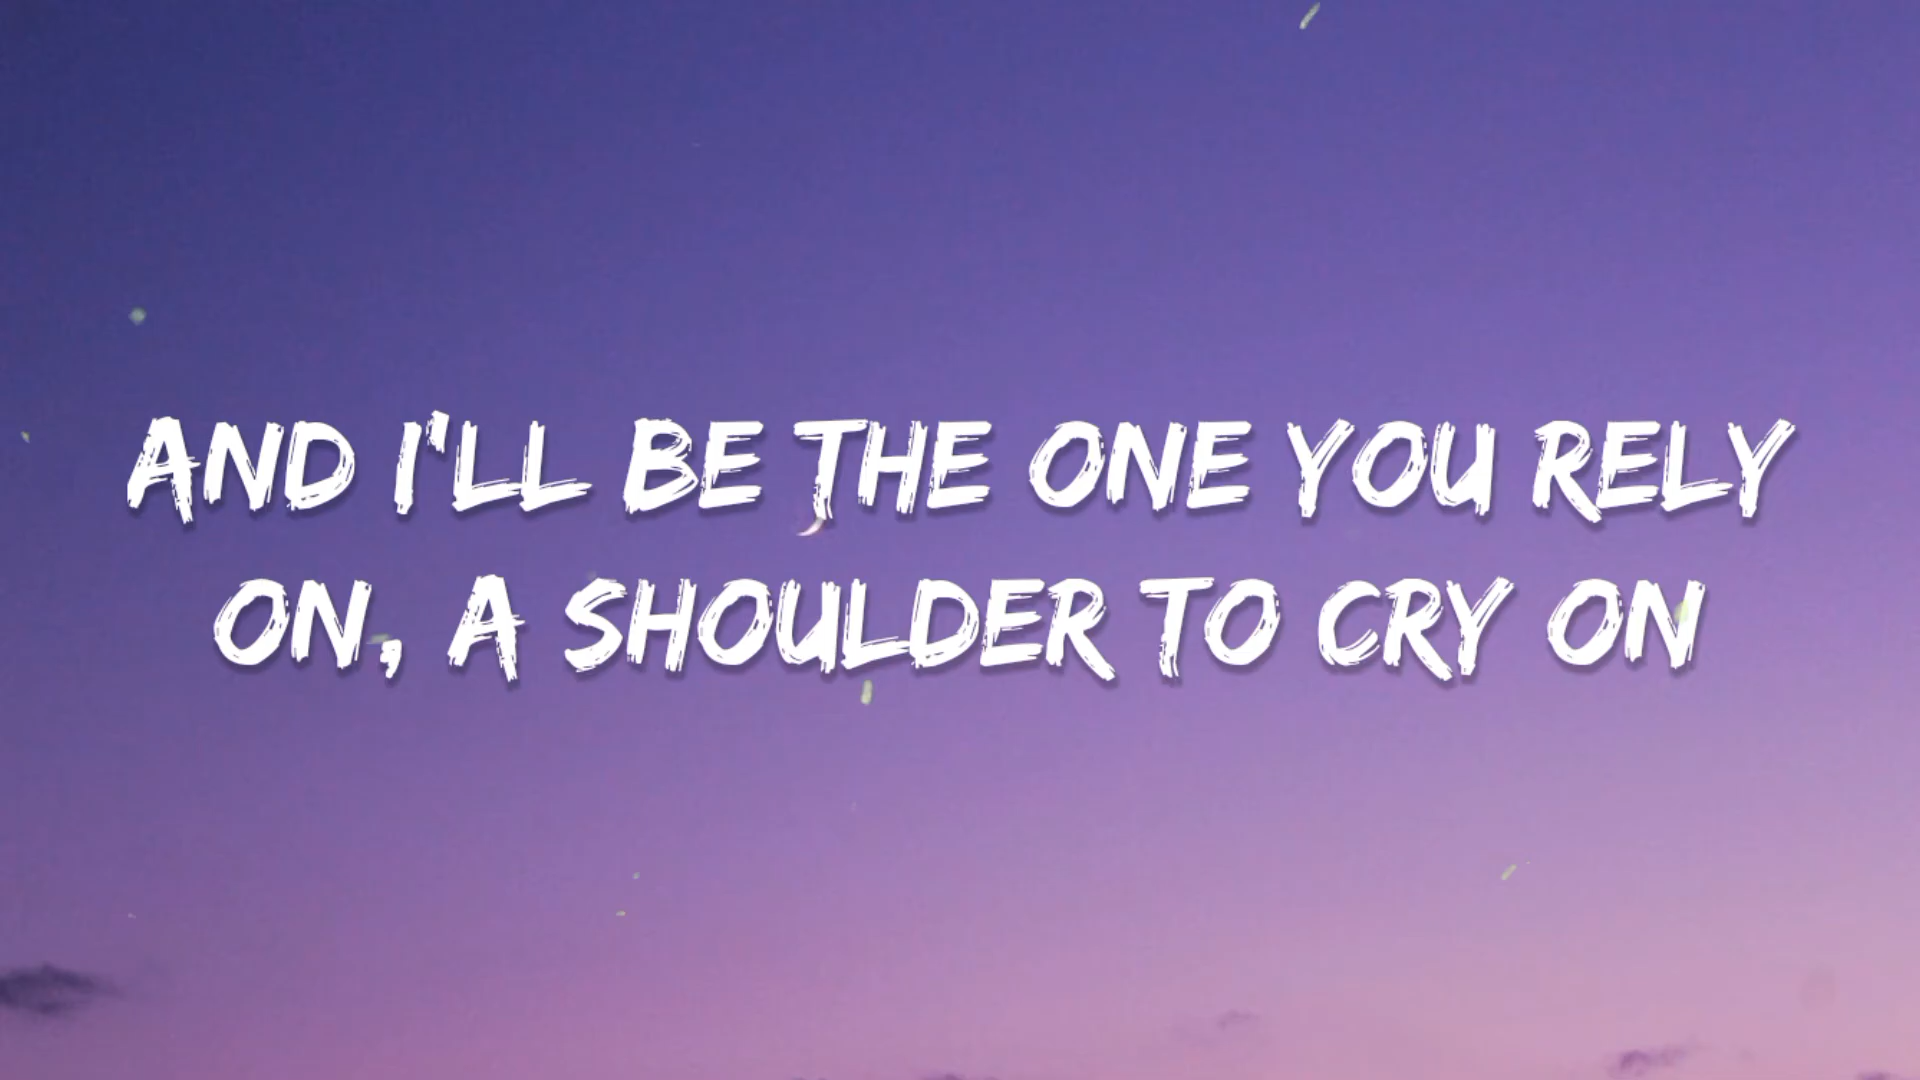 AND I'LL BE THE ONE YOU RELY
ON, A SHOULDER TO CRY ON